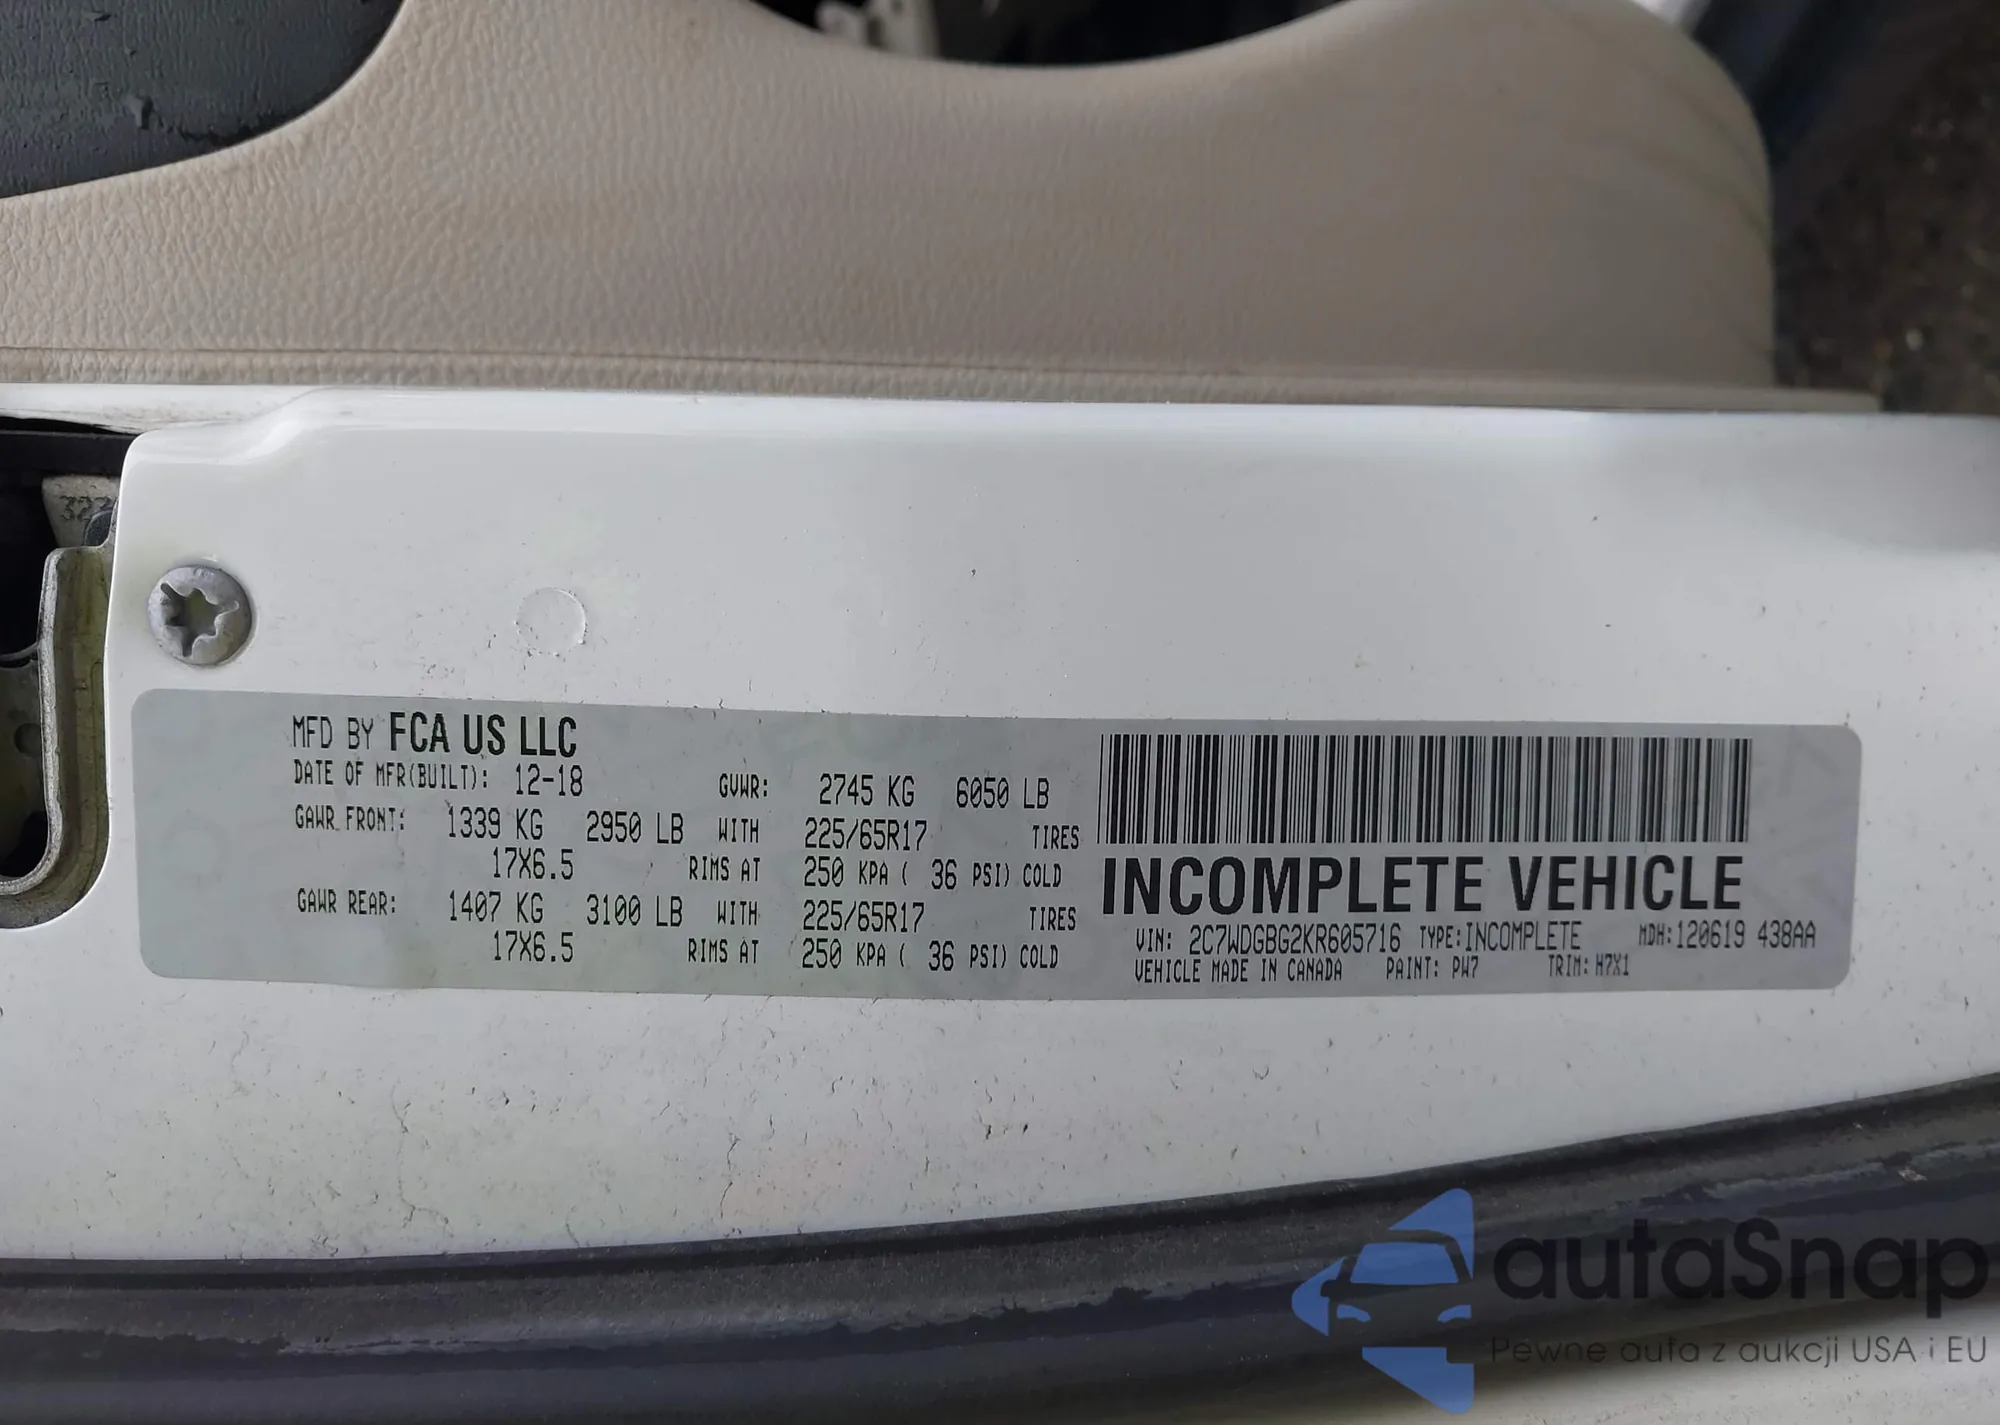 MFD BY FCA US LLC
DATE OF MFR(BUILT): 12-18 GVWR: 2745 KG 6050 LB
GAWR FRONT: 1339 KG 2950 LB WITH 225/65R17 TIRES
17X6.5 RIMS AT 250 KPA ( 36 PSI) COLD
GAWR REAR: 1407 KG 3100 LB WITH 225/65R17 TIRES
17X6.5 RIMS AT 250 KPA ( 36 PSI) COLD
INCOMPLETE VEHICLE
VIN: 2C7WDGBG2KR605716 TYPE:INCOMPLETE MDH:120619 438AA
VEHICLE MADE IN CANADA PAINT: PW7 TRIM: H7X1
autaSnap
Pewne auta z aukcji USA i EU